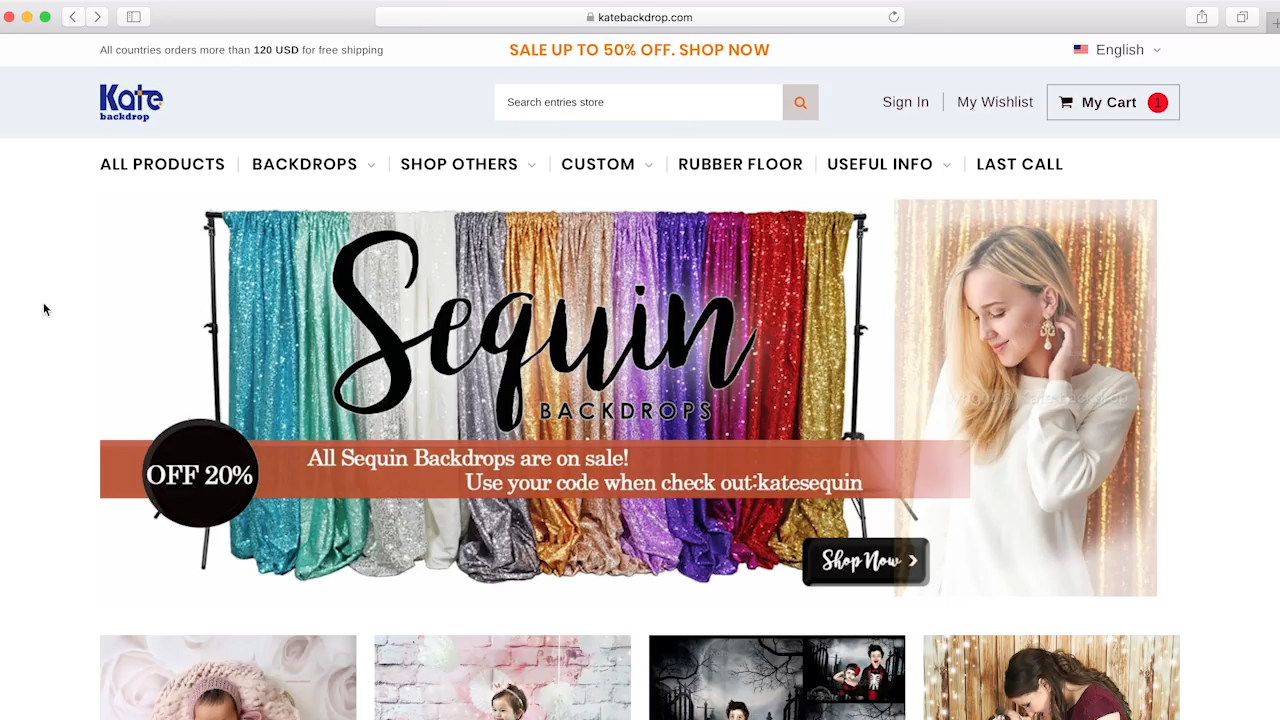 katebackdrop.com
All countries orders more than 120 USD for free shipping
SALE UP TO 50% OFF. SHOP NOW
English
Kate
backdrop
Search entries store
Sign In
My Wishlist
My Cart
1
ALL PRODUCTS
BACKDROPS
SHOP OTHERS
CUSTOM
RUBBER FLOOR
USEFUL INFO
LAST CALL
Sequin
BACKDROPS
OFF 20%
All Sequin Backdrops are on sale!
Use your code when check out:katesequin
Shop Now